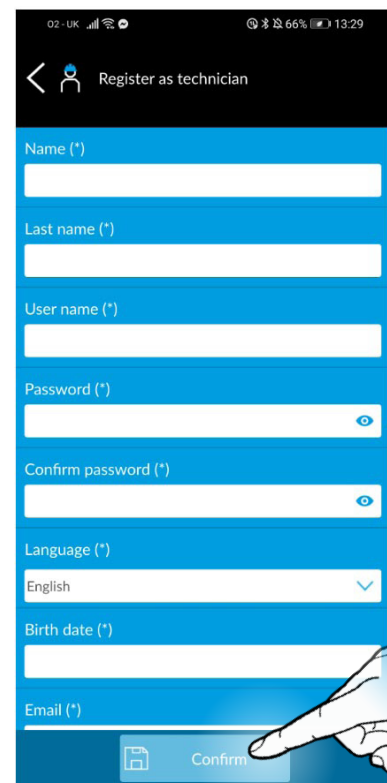 O2 - UK 66% 13:29
Register as technician
Name (*)
Last name (*)
User name (*)
Password (*)
Confirm password (*)
Language (*)
English
Birth date (*)
Email (*)
Confirm